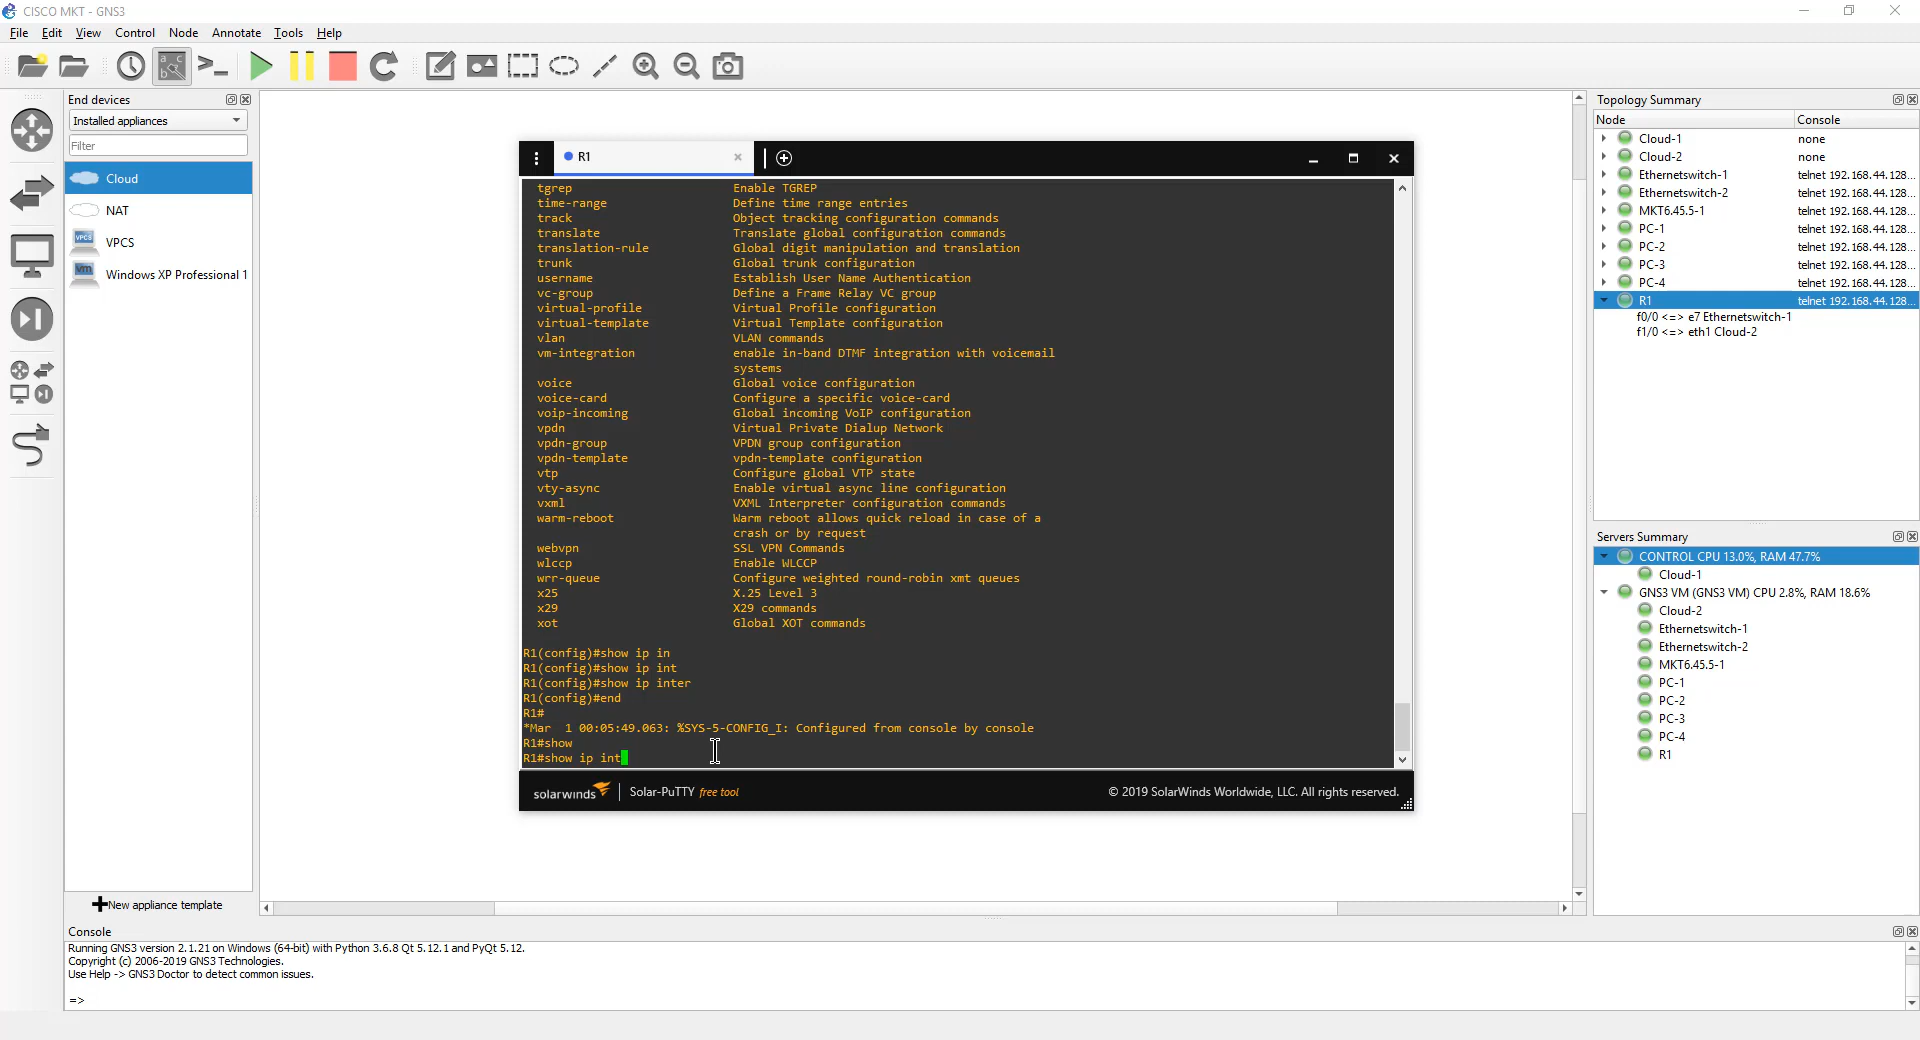 CISCO MKT - GNS3
File Edit View Control Node Annotate Tools Help
End devices
Installed appliances
Filter
Cloud
NAT
VPCS
VPCS
vm
Windows XP Professional 1
New appliance template
R1
tgrep Enable TGREP
time-range Define time range entries
track Object tracking configuration commands
translate Translate global configuration commands
translation-rule Global digit manipulation and translation
trunk Global trunk configuration
username Establish User Name Authentication
vc-group Define a Frame Relay VC group
virtual-profile Virtual Profile configuration
virtual-template Virtual Template configuration
vlan VLAN commands
vm-integration enable in-band DTMF integration with voicemail
systems
voice Global voice configuration
voice-card Configure a specific voice-card
voip-incoming Global incoming VoIP configuration
vpdn Virtual Private Dialup Network
vpdn-group VPDN group configuration
vpdn-template vpdn-template configuration
vtp Configure global VTP state
vty-async Enable virtual async line configuration
vxml VXML Interpreter configuration commands
warm-reboot Warm reboot allows quick reload in case of a
crash or by request
webvpn SSL VPN Commands
wlccp Enable WLCCP
wrr-queue Configure weighted round-robin xmt queues
x25 X.25 Level 3
x29 X29 commands
xot Global XOT commands
R1(config)#show ip in
R1(config)#show ip int
R1(config)#show ip inter
R1(config)#end
R1#
*Mar  1 00:05:49.063: %SYS-5-CONFIG_I: Configured from console by console
R1#show
R1#show ip int
solarwinds Solar-PuTTY free tool © 2019 SolarWinds Worldwide, LLC. All rights reserved.
Topology Summary
Node Console
Cloud-1 none
Cloud-2 none
Ethernetswitch-1 telnet 192.168.44.128...
Ethernetswitch-2 telnet 192.168.44.128...
MKT6.45.5-1 telnet 192.168.44.128...
PC-1 telnet 192.168.44.128...
PC-2 telnet 192.168.44.128...
PC-3 telnet 192.168.44.128...
PC-4 telnet 192.168.44.128...
R1 telnet 192.168.44.128...
f0/0 <=> e7 Ethernetswitch-1
f1/0 <=> eth1 Cloud-2
Servers Summary
CONTROL CPU 13.0%, RAM 47.7%
Cloud-1
GNS3 VM (GNS3 VM) CPU 2.8%, RAM 18.6%
Cloud-2
Ethernetswitch-1
Ethernetswitch-2
MKT6.45.5-1
PC-1
PC-2
PC-3
PC-4
R1
Console
Running GNS3 version 2.1.21 on Windows (64-bit) with Python 3.6.8 Qt 5.12.1 and PyQt 5.12.
Copyright (c) 2006-2019 GNS3 Technologies.
Use Help -> GNS3 Doctor to detect common issues.
=>